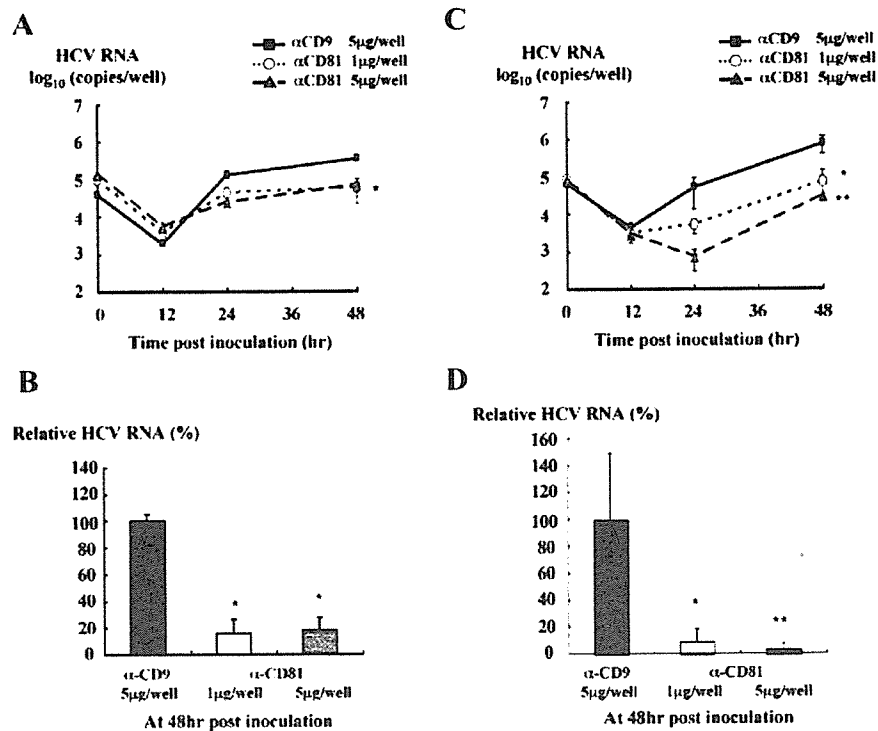 A
HCV RNA
log10 (copies/well)
αCD9 5μg/well
αCD81 1μg/well
αCD81 5μg/well
7
6
5
4
3
2
*
0 12 24 36 48
Time post inoculation (hr)
B
Relative HCV RNA (%)
140
120
100
80
60
40
20
0
* *
α-CD9 α-CD81
5μg/well 1μg/well 5μg/well
At 48hr post inoculation
C
HCV RNA
log10 (copies/well)
αCD9 5μg/well
αCD81 1μg/well
αCD81 5μg/well
7
6
5
4
3
2
*
**
0 12 24 36 48
Time post inoculation (hr)
D
Relative HCV RNA (%)
160
140
120
100
80
60
40
20
0
* **
α-CD9 α-CD81
5μg/well 1μg/well 5μg/well
At 48hr post inoculation